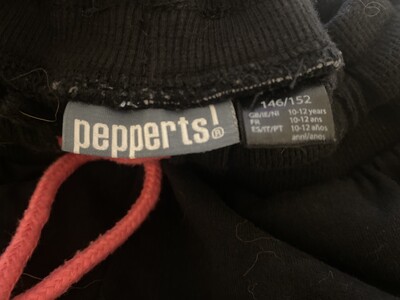 pepperts!®
146/152
GB/IE/NI 10-12 years
FR 10-12 ans
ES/IT/PT 10-12 años
anni/anos